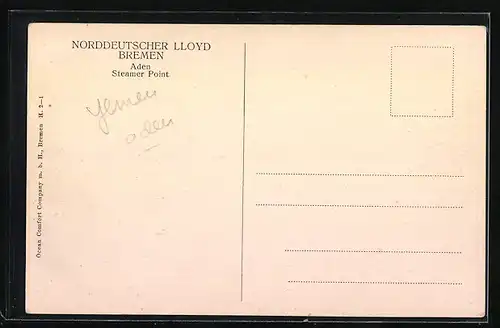 NORDDEUTSCHER LLOYD
BREMEN
Aden
Steamer Point
Yemen
aden
Ocean Comfort Company m. b. H., Bremen H. 2—1